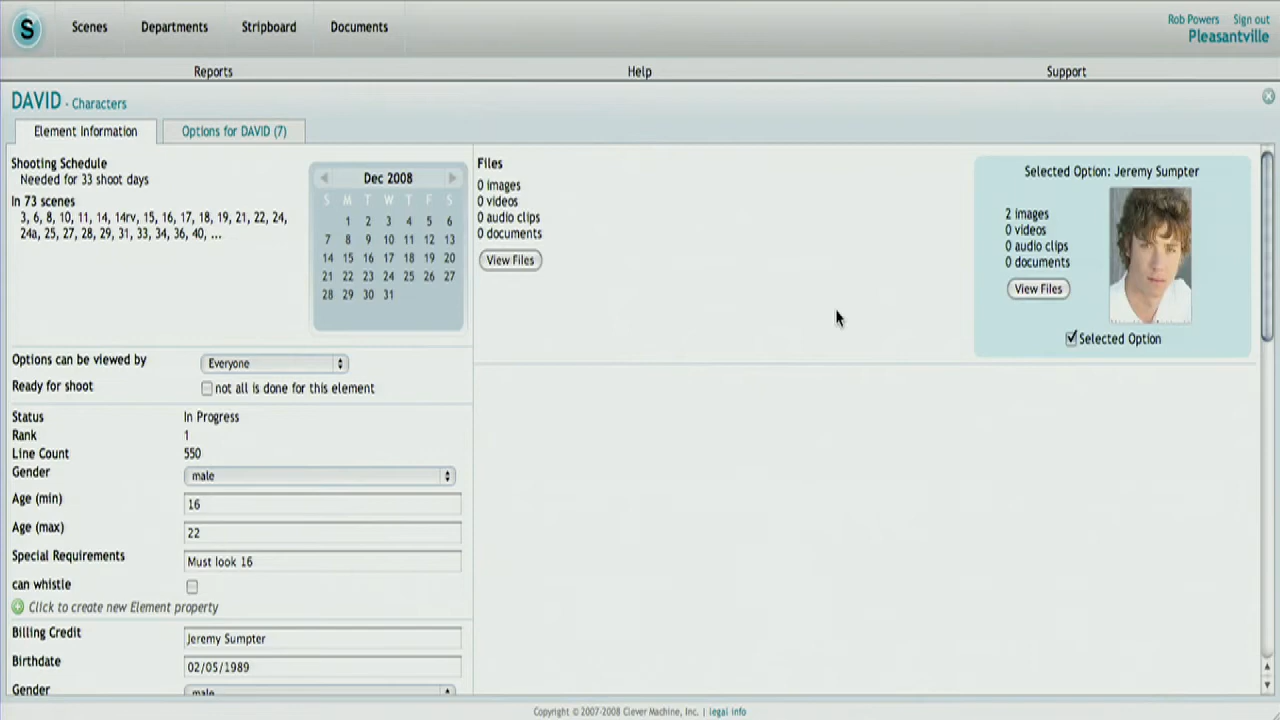 S
Scenes
Departments
Stripboard
Documents
Rob Powers Sign out
Pleasantville
Reports
Help
Support
DAVID - Characters
Element Information
Options for DAVID (7)
Shooting Schedule
Needed for 33 shoot days
In 73 scenes
3, 6, 8, 10, 11, 14, 14rv, 15, 16, 17, 18, 19, 21, 22, 24,
24a, 25, 27, 28, 29, 31, 33, 34, 36, 40, ...
Dec 2008
S M T W T F S
1 2 3 4 5 6
7 8 9 10 11 12 13
14 15 16 17 18 19 20
21 22 23 24 25 26 27
28 29 30 31
Files
0 images
0 videos
0 audio clips
0 documents
View Files
Selected Option: Jeremy Sumpter
2 images
0 videos
0 audio clips
0 documents
View Files
Selected Option
Options can be viewed by Everyone
Ready for shoot not all is done for this element
Status In Progress
Rank 1
Line Count 550
Gender male
Age (min) 16
Age (max) 22
Special Requirements Must look 16
can whistle
Click to create new Element property
Billing Credit Jeremy Sumpter
Birthdate 02/05/1989
Gender male
Copyright © 2007-2008 Clever Machine, Inc. | legal info